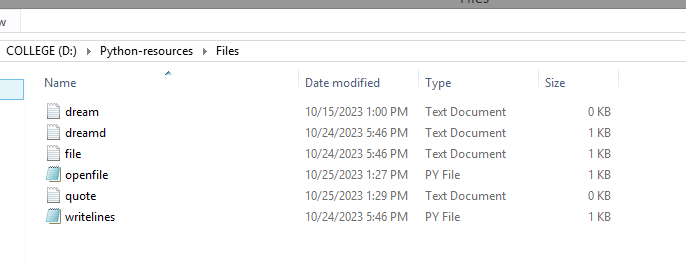 COLLEGE (D:) Python-resources Files
Name Date modified Type Size
dream 10/15/2023 1:00 PM Text Document 0 KB
dreamd 10/24/2023 5:46 PM Text Document 1 KB
file 10/24/2023 5:46 PM Text Document 1 KB
openfile 10/25/2023 1:27 PM PY File 1 KB
quote 10/25/2023 1:29 PM Text Document 0 KB
writelines 10/24/2023 5:46 PM PY File 1 KB